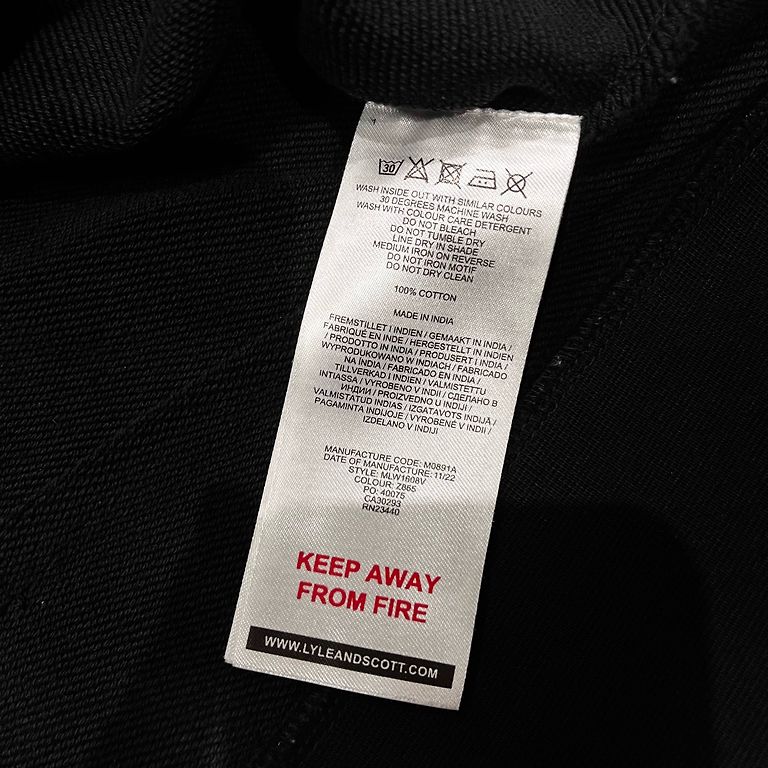 30
WASH INSIDE OUT WITH SIMILAR COLOURS
30 DEGREES MACHINE WASH
WASH WITH COLOUR CARE DETERGENT
DO NOT BLEACH
DO NOT TUMBLE DRY
LINE DRY IN SHADE
MEDIUM IRON ON REVERSE
DO NOT IRON MOTIF
DO NOT DRY CLEAN
100% COTTON
MADE IN INDIA
FREMSTILLET I INDIEN / GEMAAKT IN INDIA /
FABRIQUÉ EN INDE / HERGESTELLT IN INDIEN
/ PRODOTTO IN INDIA / PRODUSERT I INDIA /
WYPRODUKOWANO W INDIACH / FABRICADO
NA ÍNDIA / FABRICADO EN INDIA /
TILLVERKAD I INDIEN / VALMISTETTU
INTIASSA / VYROBENO V INDII / СДЕЛАНО В
ИНДИИ / PROIZVEDNO U INDIJI /
VALMISTATUD INDIAS / IZGATAVOTS INDIJĀ /
PAGAMINTA INDIJOJE / VYROBENÉ V INDII /
IZDELANO V INDIJI
MANUFACTURE CODE: M0891A
DATE OF MANUFACTURE: 11/22
STYLE: MLW1608V
COLOUR: Z865
PO: 40075
CA30293
RN23440
KEEP AWAY
FROM FIRE
WWW.LYLEANDSCOTT.COM